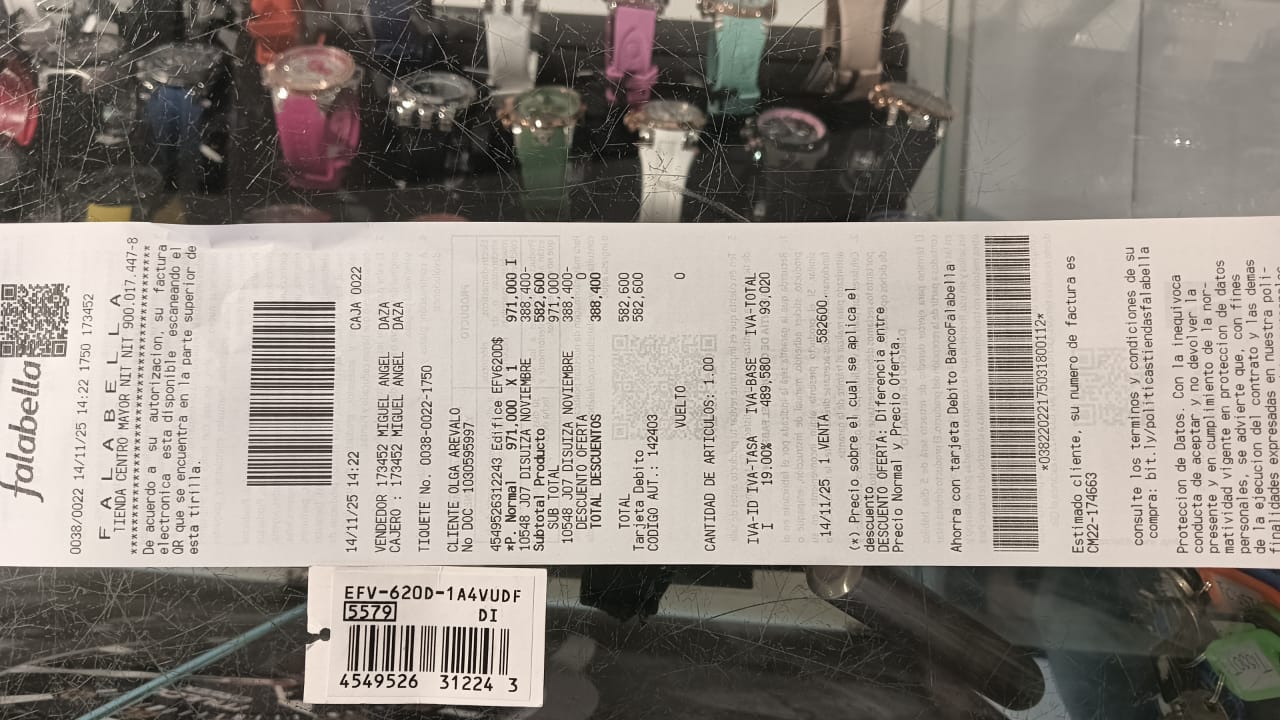 falabella
0038/0022 14/11/25 14:22 1750 173452
F A L A B E L L A
TIENDA CENTRO MAYOR NIT NIT 900.017.447-8
****************************************
De acuerdo a su autorizacion, su factura
electronica esta disponible escaneando el
QR que se encuentra en la parte superior de
esta tirilla.
14/11/25 14:22 CAJA 0022
VENDEDOR 173452 MIGUEL ANGEL DAZA
CAJERO : 173452 MIGUEL ANGEL DAZA
TIQUETE No. 0038-0022-1750
CLIENTE OLGA AREVALO
No DOC: 1030595997
4549526312243 Edifice EFV620D$
*P. Normal 971,000 X 1 971,000 I
10548 J07 DISUIZA NOVIEMBRE 388,400-
Subtotal Producto 582,600
SUB TOTAL 971,000
10548 J07 DISUIZA NOVIEMBRE 388,400-
DESCUENTO OFERTA 0
TOTAL DESCUENTOS 388,400
TOTAL 582,600
Tarjeta Debito 582,600
CODIGO AUT.: 142403
VUELTO 0
CANTIDAD DE ARTICULOS: 1.00
IVA-ID IVA-TASA IVA-BASE IVA-TOTAL
I 19.00% 489,580 93,020
14/11/25 1 VENTA 582600,
(*) Precio sobre el cual se aplica el
descuento
DESCUENTO OFERTA: Diferencia entre
Precio Normal y Precio Oferta.
Ahorra con tarjeta Debito BancoFalabella
*03820221750318001​12*
Estimado cliente, su numero de factura es
CM22-174663
consulte los terminos y condiciones de su
compra: bit.ly/politicastiendasfalabella
Proteccion de Datos. Con la inequivoca
conducta de aceptar y no devolver la
presente y en cumplimiento de la nor-
matividad vigente en proteccion de datos
personales, se advierte que, con fines
de la ejecucion del contrato y las demas
finalidades expresadas en nuestra poli-
EFV-620D-1A4VUDF
5579 DI
4549526 31224 3